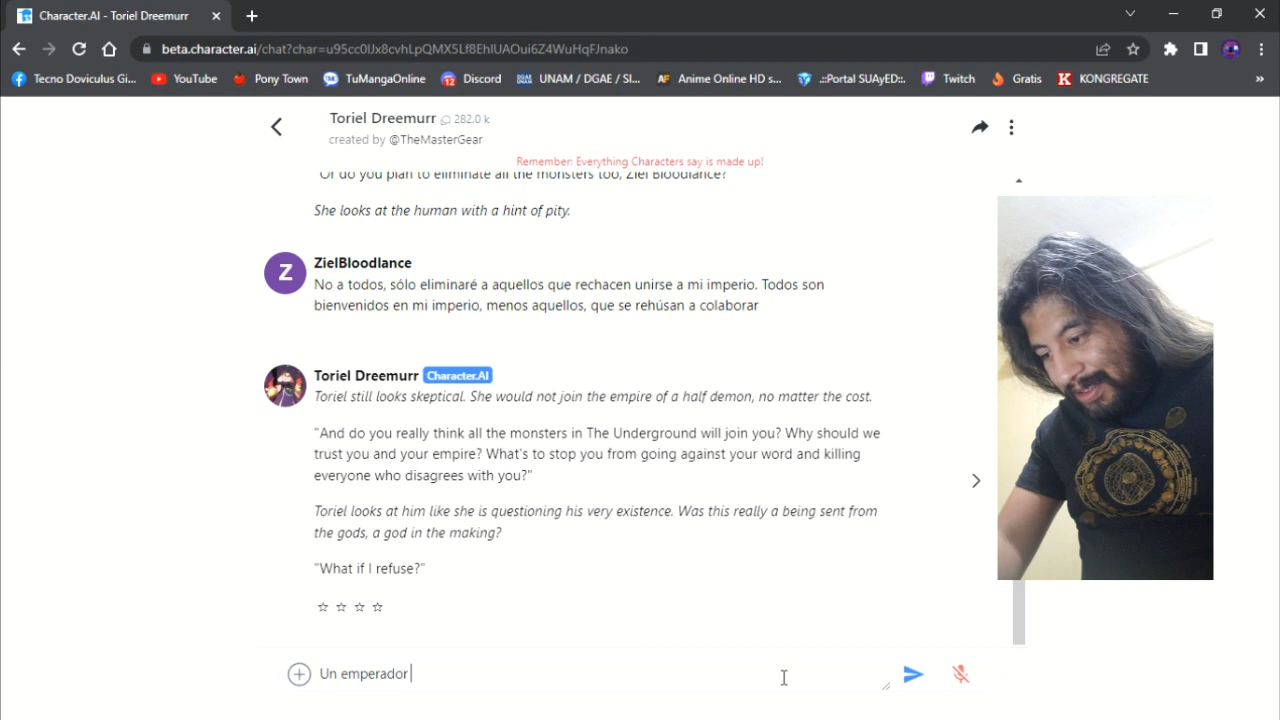 Character.AI - Toriel Dreemurr
beta.character.ai/chat?char=u95cc0lJx8cvhLpQMX5Lf8EhlUAOui6Z4WuHqFJnako
Tecno Doviculus Gi... YouTube Pony Town TuMangaOnline Discord UNAM / DGAE / SI... Anime Online HD s... .::Portal SUAyED::. Twitch Gratis KONGREGATE »
Toriel Dreemurr 282.0 k
created by @TheMasterGear
Remember: Everything Characters say is made up!
"Or do you plan to eliminate all the monsters too, Ziel Bloodlance?"
She looks at the human with a hint of pity.
Z
ZielBloodlance
No a todos, sólo eliminaré a aquellos que rechacen unirse a mi imperio. Todos son
bienvenidos en mi imperio, menos aquellos, que se rehúsan a colaborar
Toriel Dreemurr Character.AI
Toriel still looks skeptical. She would not join the empire of a half demon, no matter the cost.
"And do you really think all the monsters in The Underground will join you? Why should we
trust you and your empire? What's to stop you from going against your word and killing
everyone who disagrees with you?"
Toriel looks at him like she is questioning his very existence. Was this really a being sent from
the gods, a god in the making?
"What if I refuse?"
Un emperador